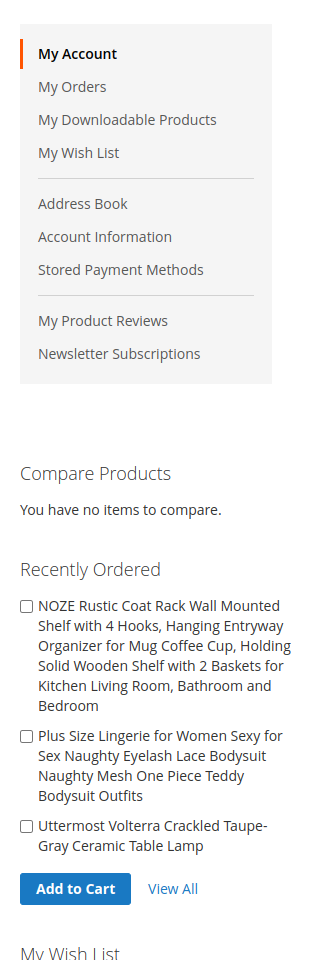 My Account
My Orders
My Downloadable Products
My Wish List
Address Book
Account Information
Stored Payment Methods
My Product Reviews
Newsletter Subscriptions
Compare Products
You have no items to compare.
Recently Ordered
NOZE Rustic Coat Rack Wall Mounted
Shelf with 4 Hooks, Hanging Entryway
Organizer for Mug Coffee Cup, Holding
Solid Wooden Shelf with 2 Baskets for
Kitchen Living Room, Bathroom and
Bedroom
Plus Size Lingerie for Women Sexy for
Sex Naughty Eyelash Lace Bodysuit
Naughty Mesh One Piece Teddy
Bodysuit Outfits
Uttermost Volterra Crackled Taupe-
Gray Ceramic Table Lamp
Add to Cart View All
My Wish List